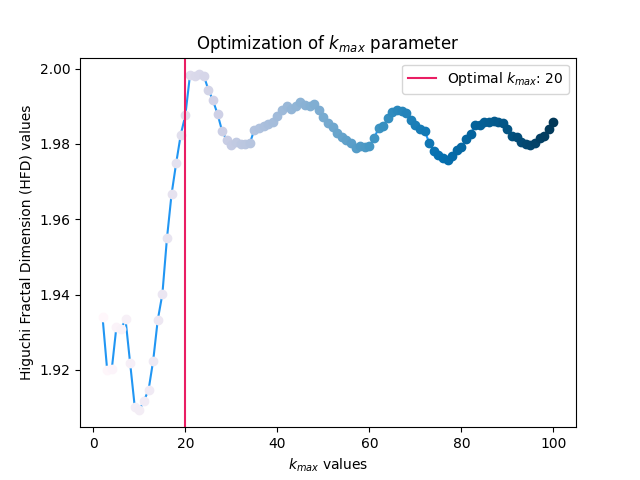 Optimization of $k_{max}$ parameter
Optimal $k_{max}$: 20
Higuchi Fractal Dimension (HFD) values
2.00
1.98
1.96
1.94
1.92
0 20 40 60 80 100
$k_{max}$ values